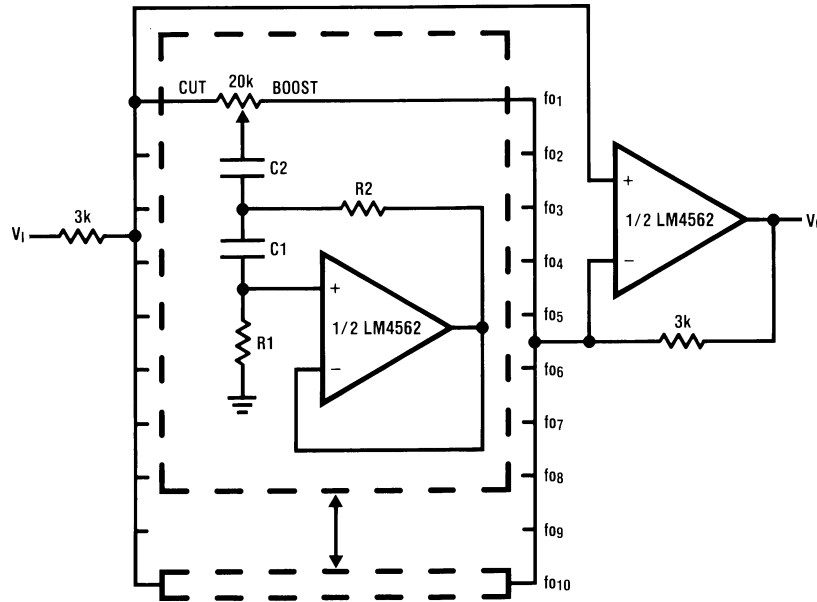 CUT 20k BOOST
fo1
fo2
C2
R2
fo3
+
1/2 LM4562
3k
VI
V
C1
fo4
−
+
1/2 LM4562
fo5
3k
R1
−
fo6
fo7
fo8
fo9
fo10